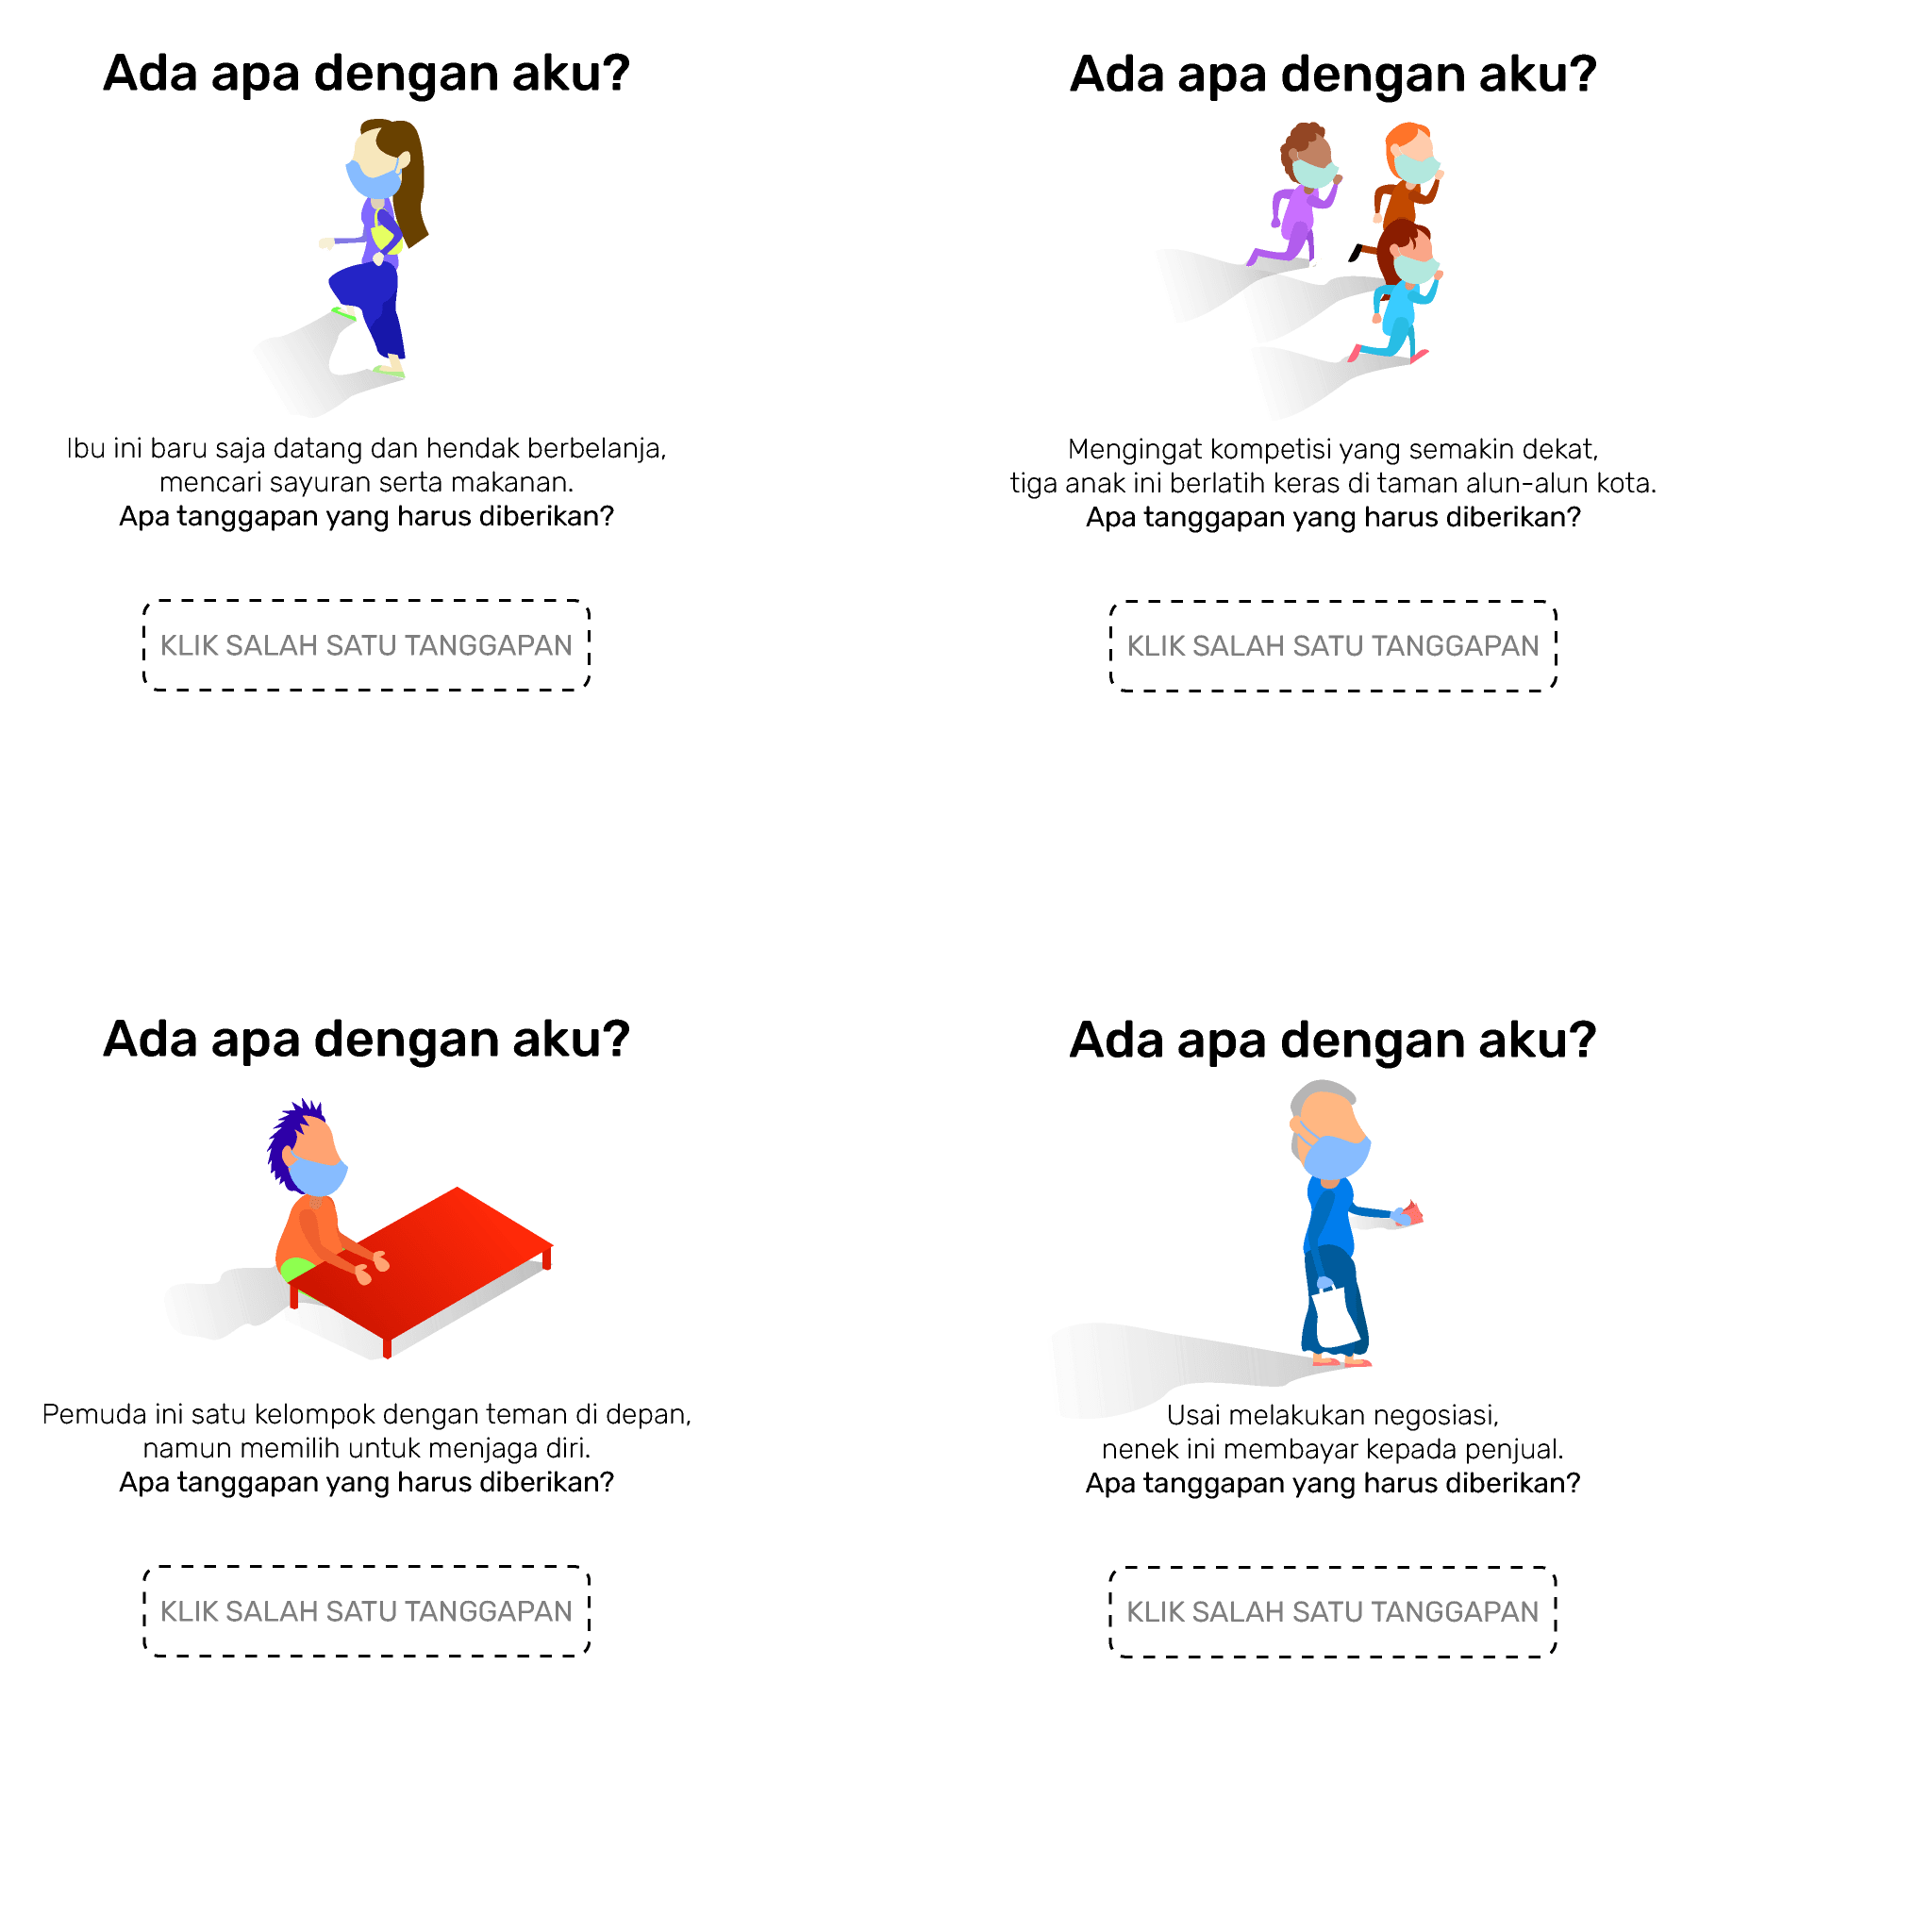 Ada apa dengan aku?
Ibu ini baru saja datang dan hendak berbelanja,
mencari sayuran serta makanan.
Apa tanggapan yang harus diberikan?
KLIK SALAH SATU TANGGAPAN
Ada apa dengan aku?
Mengingat kompetisi yang semakin dekat,
tiga anak ini berlatih keras di taman alun-alun kota.
Apa tanggapan yang harus diberikan?
KLIK SALAH SATU TANGGAPAN
Ada apa dengan aku?
Pemuda ini satu kelompok dengan teman di depan,
namun memilih untuk menjaga diri.
Apa tanggapan yang harus diberikan?
KLIK SALAH SATU TANGGAPAN
Ada apa dengan aku?
Usai melakukan negosiasi,
nenek ini membayar kepada penjual.
Apa tanggapan yang harus diberikan?
KLIK SALAH SATU TANGGAPAN